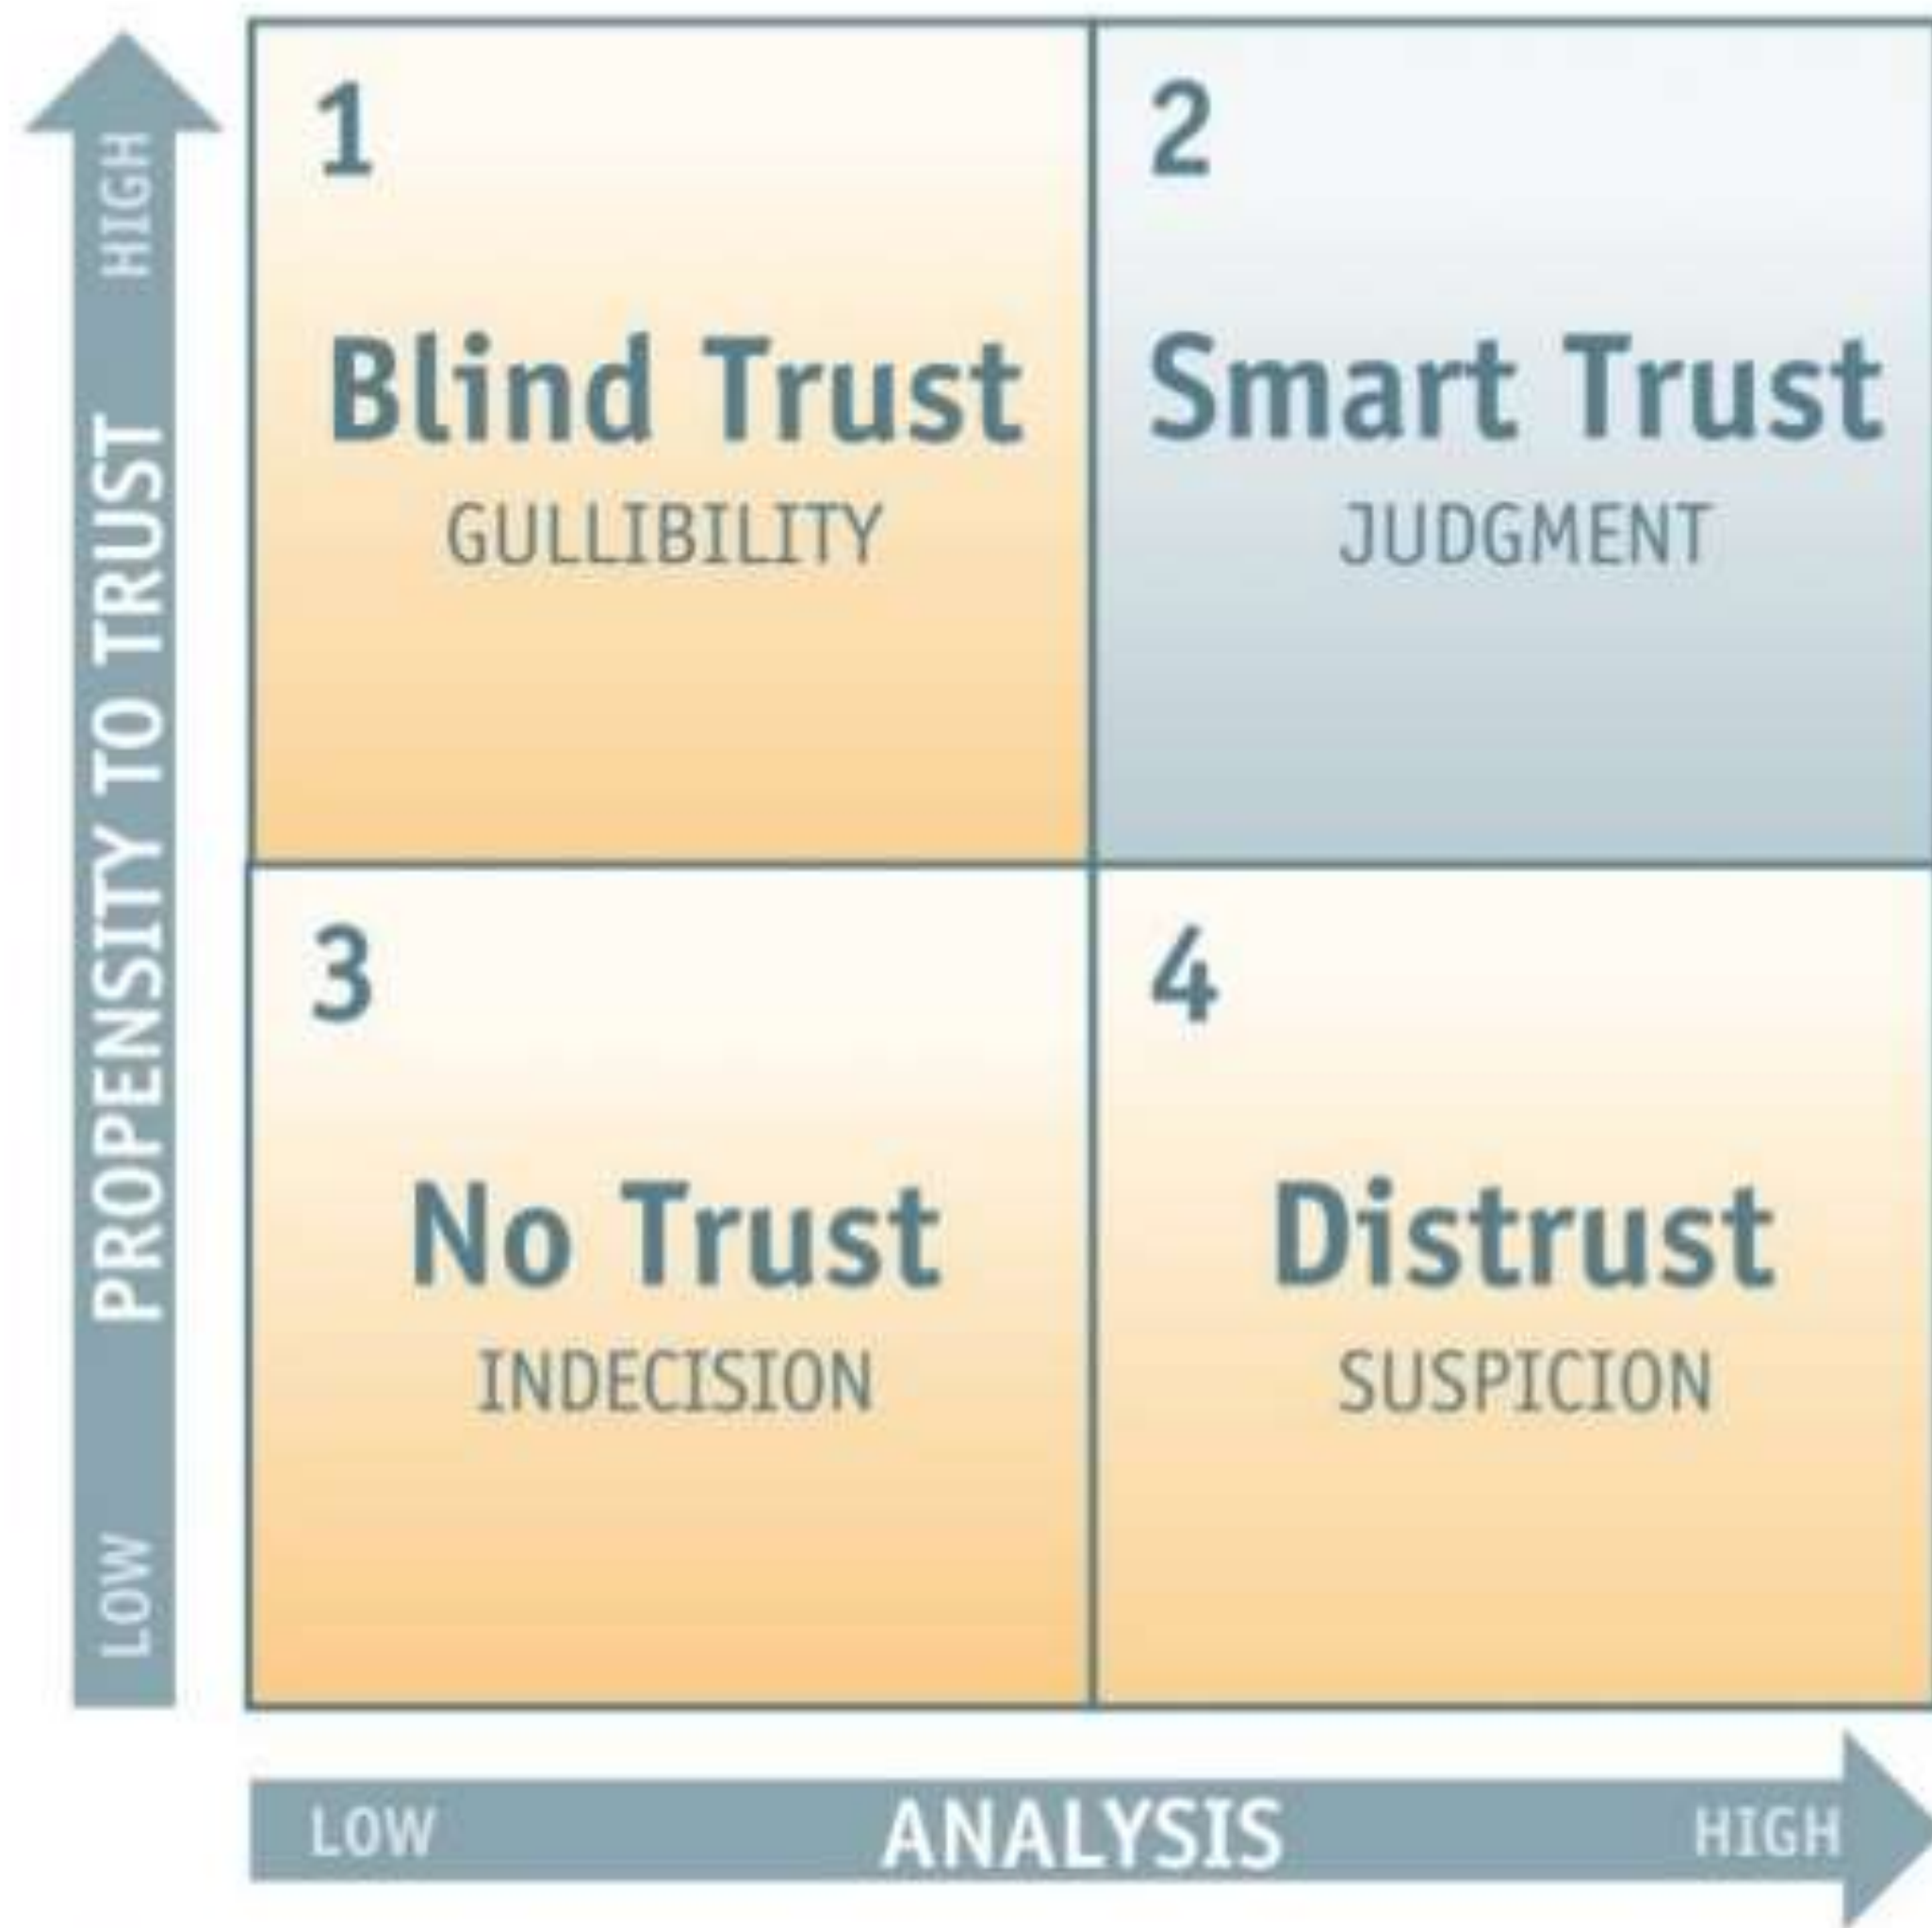 HIGH
PROPENSITY TO TRUST
LOW
1
Blind Trust
GULLIBILITY
2
Smart Trust
JUDGMENT
3
No Trust
INDECISION
4
Distrust
SUSPICION
LOW
ANALYSIS
HIGH